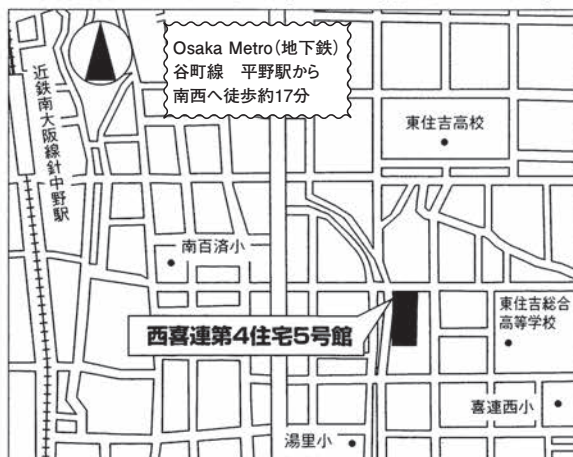 Osaka Metro(地下鉄)
谷町線　平野駅から
南西へ徒歩約17分
近鉄南大阪線針中野駅
東住吉高校
南百済小
西喜連第4住宅5号館
東住吉総合
高等学校
喜連西小
湯里小